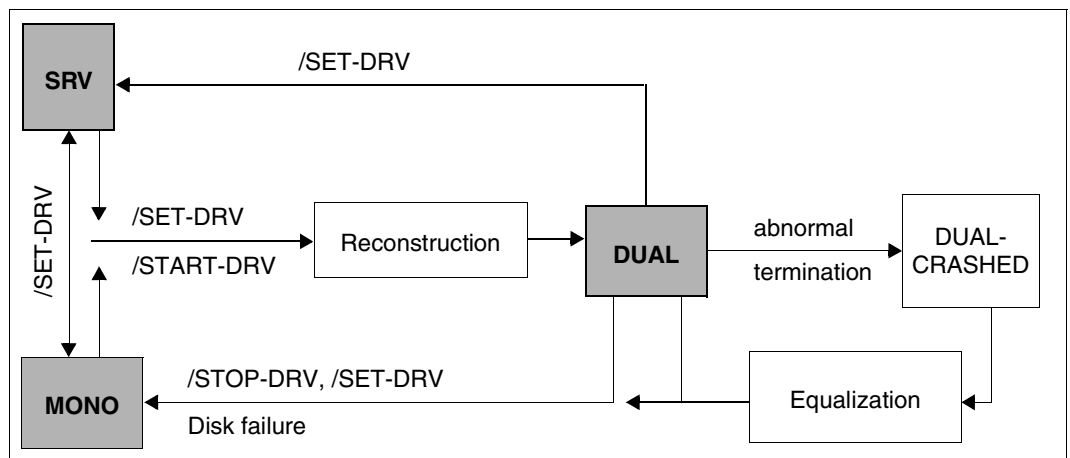 /SET-DRV
SRV
/SET-DRV
/SET-DRV
/START-DRV
Reconstruction
DUAL
abnormal
termination
DUAL-
CRASHED
MONO
/STOP-DRV, /SET-DRV
Disk failure
Equalization